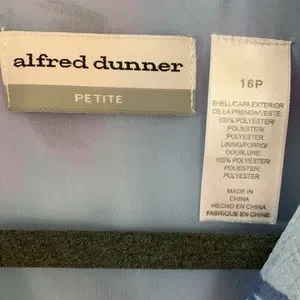 alfred dunner
PETITE
16P
SHELL/CAPA EXTERIOR
DE LA PRENDA/VESTE:
100% POLYESTER/
POLIESTER/
POLYESTER
LINING/FORRO/
DOUBLURE:
100% POLYESTER/
POLIESTER/
POLYESTER
MADE IN
CHINA
HECHO EN CHINA
FABRIQUE EN CHINE